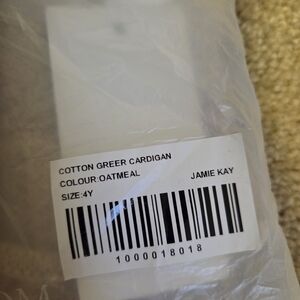 COTTON GREER CARDIGAN
COLOUR:OATMEAL JAMIE KAY
SIZE:4Y
1000018018